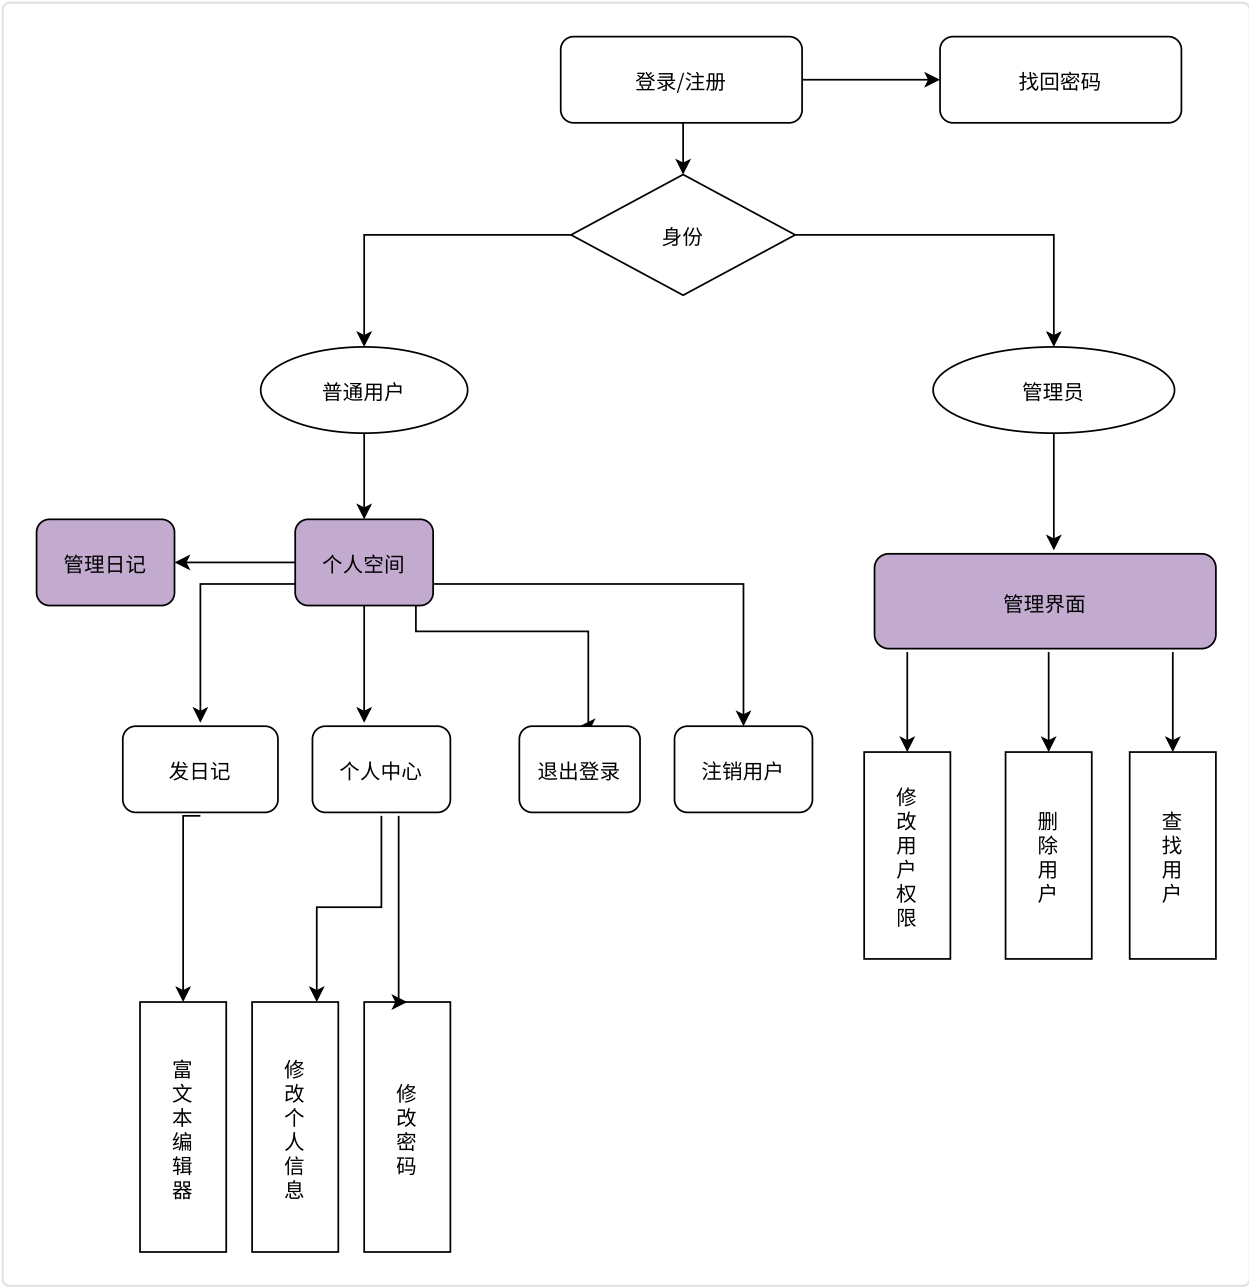 登录/注册
找回密码
身份
普通用户
管理员
管理日记
个人空间
管理界面
发日记
个人中心
退出登录
注销用户
修改用户权限
删除用户
查找用户
富文本编辑器
修改个人信息
修改密码